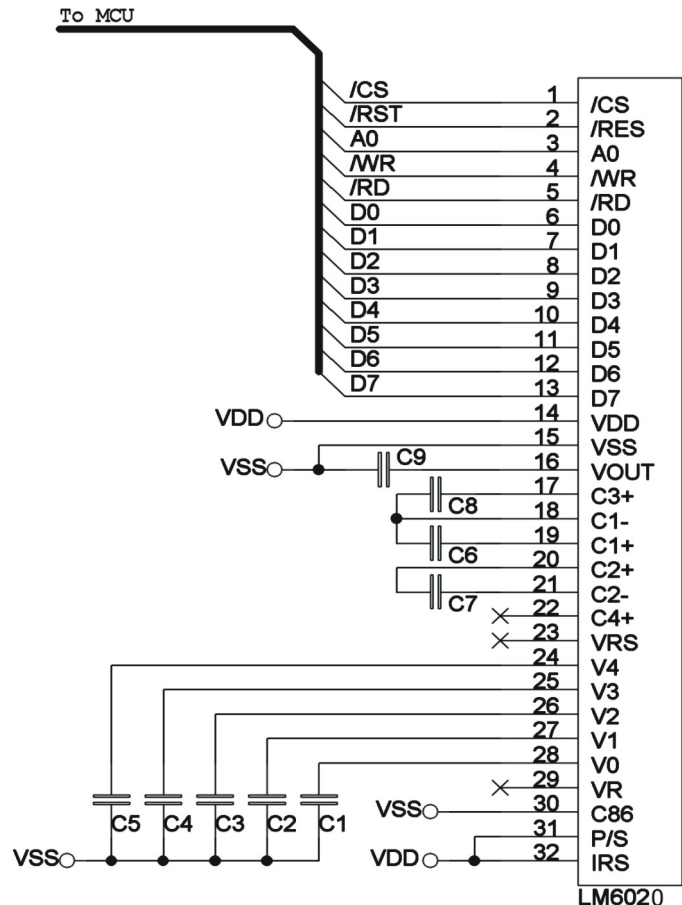 To MCU
/CS 1 /CS
/RST 2 /RES
A0 3 A0
/WR 4 /WR
/RD 5 /RD
D0 6 D0
D1 7 D1
D2 8 D2
D3 9 D3
D4 10 D4
D5 11 D5
D6 12 D6
D7 13 D7
VDD 14 VDD
15 VSS
VSS C9 16 VOUT
17 C3+
C8 18 C1-
19 C1+
C6 20 C2+
21 C2-
C7 22 C4+
23 VRS
24 V4
25 V3
26 V2
27 V1
28 V0
29 VR
VSS 30 C86
C5 C4 C3 C2 C1
31 P/S
VSS VDD 32 IRS
LM6020